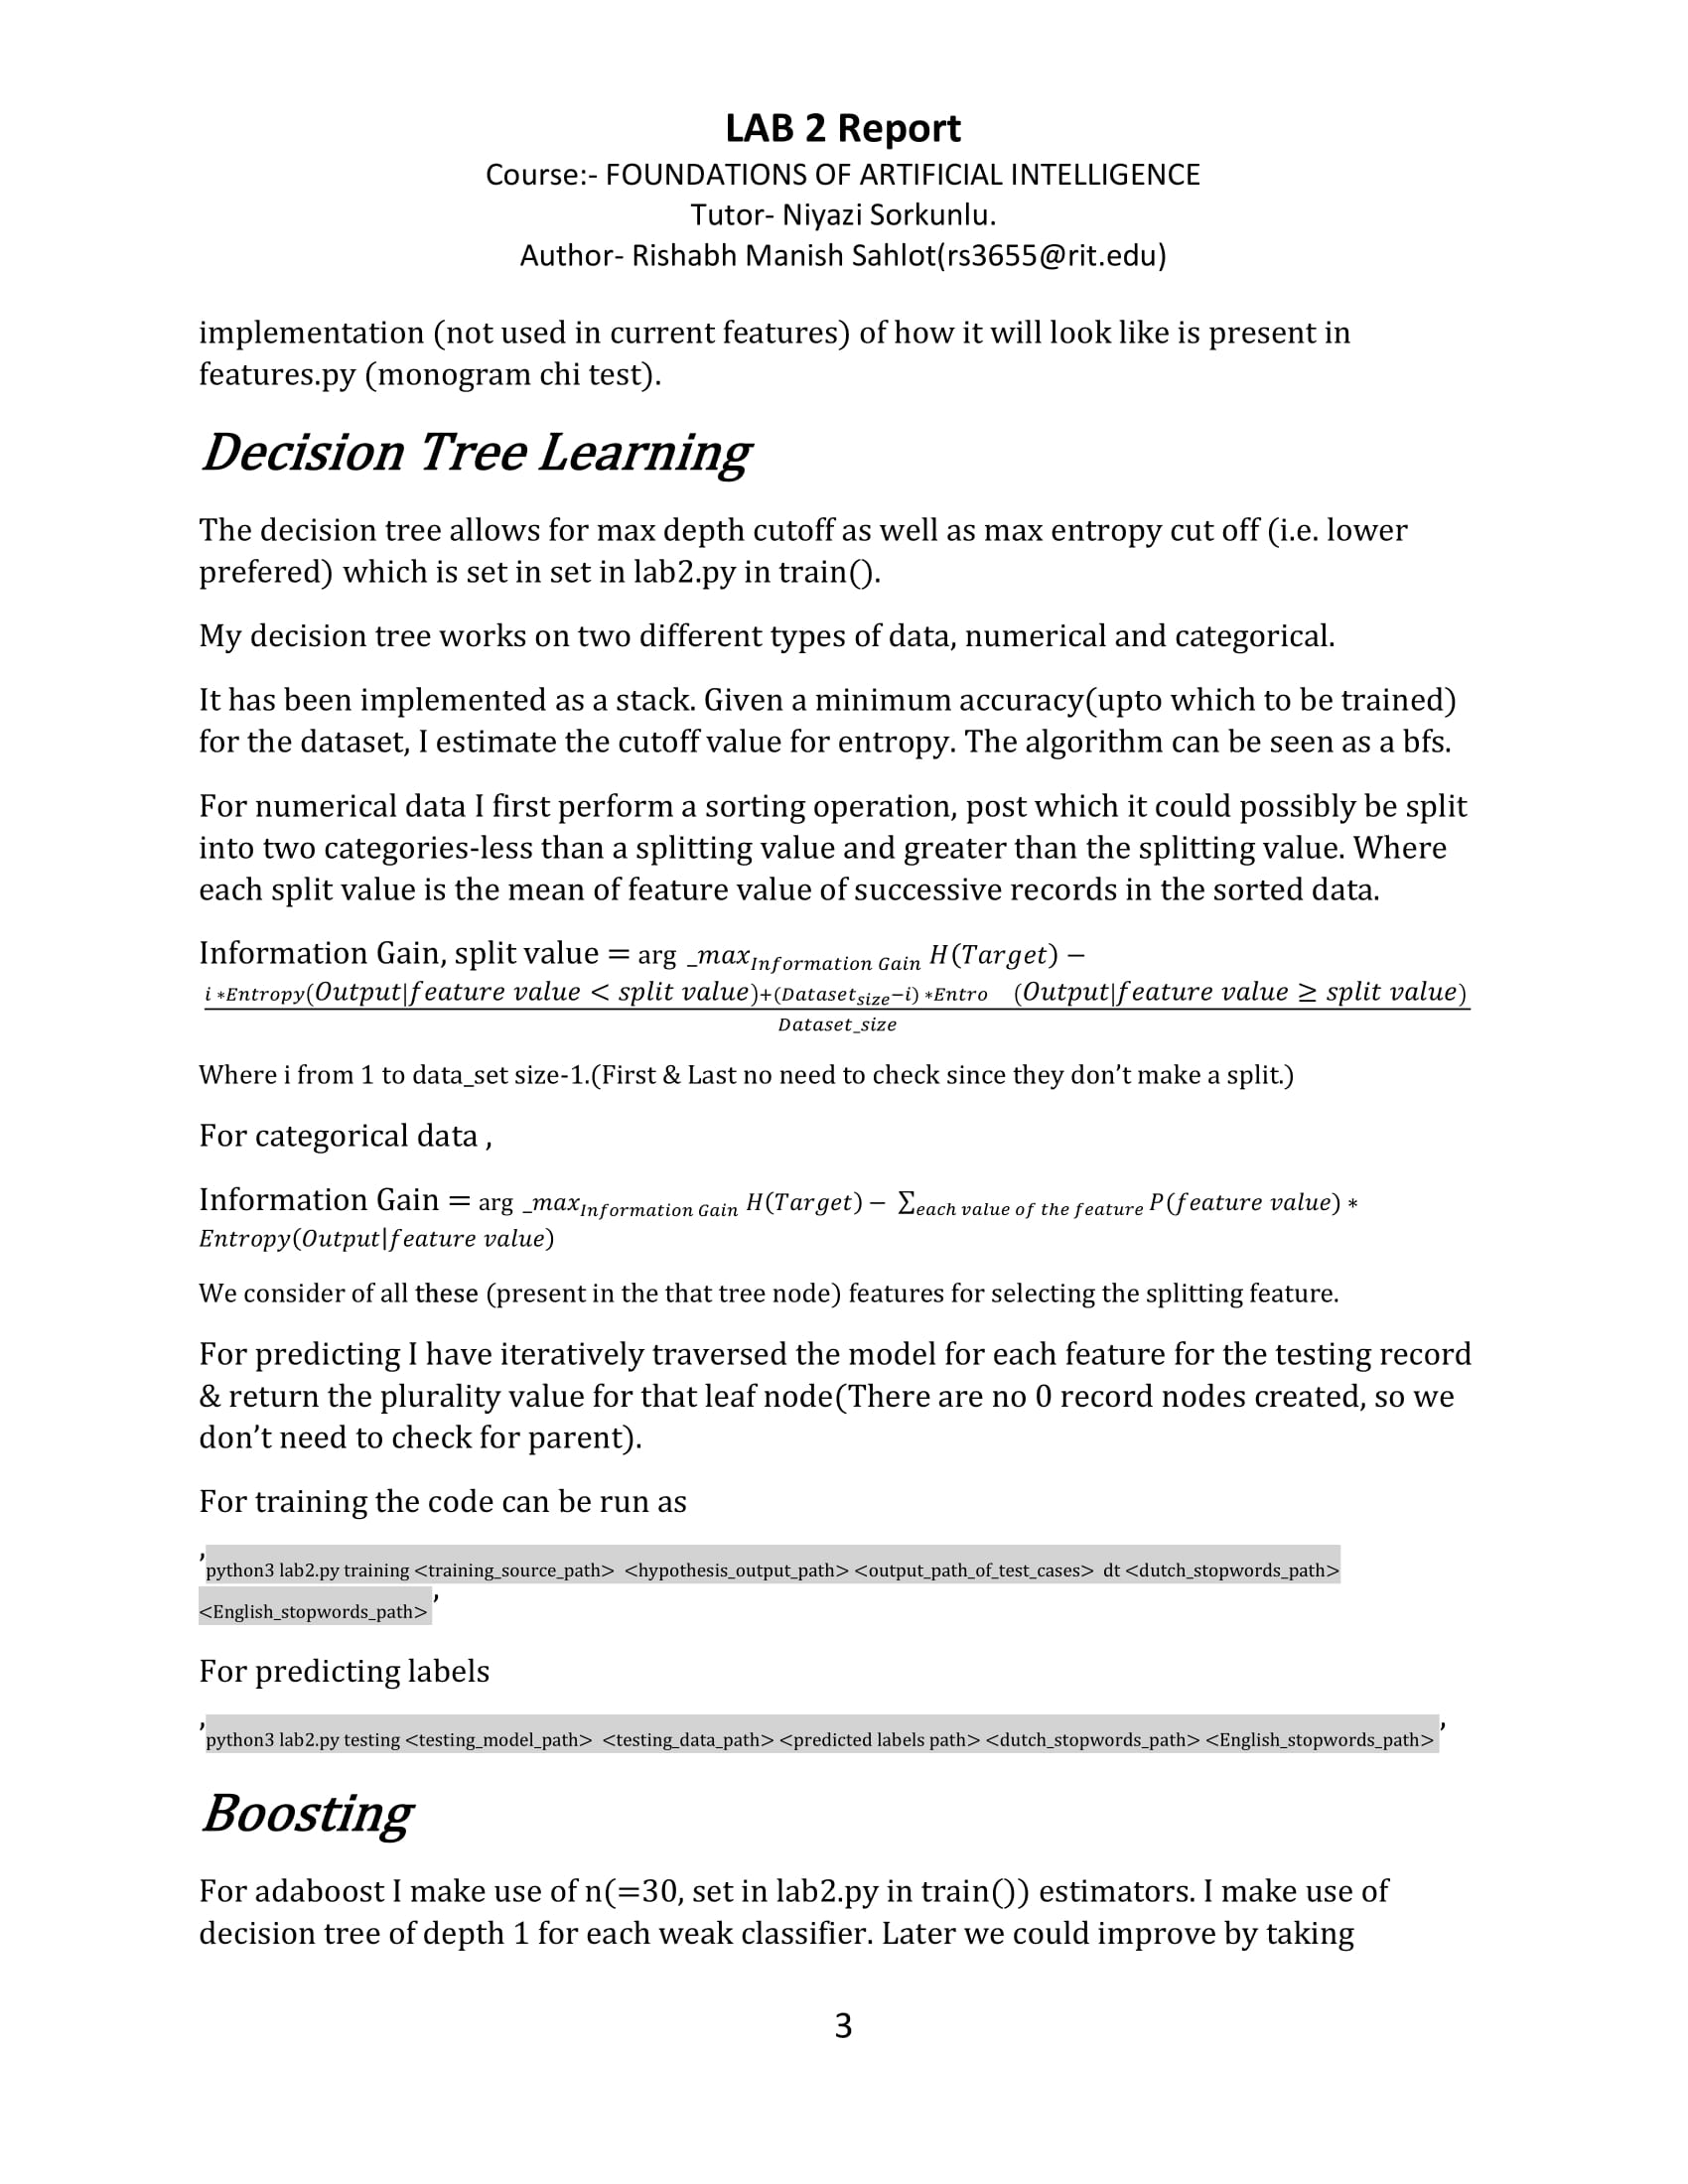 LAB 2 Report
Course:- FOUNDATIONS OF ARTIFICIAL INTELLIGENCE
Tutor- Niyazi Sorkunlu.
Author- Rishabh Manish Sahlot(rs3655@rit.edu)
implementation (not used in current features) of how it will look like is present in
features.py (monogram chi test).
Decision Tree Learning
The decision tree allows for max depth cutoff as well as max entropy cut off (i.e. lower
prefered) which is set in set in lab2.py in train().
My decision tree works on two different types of data, numerical and categorical.
It has been implemented as a stack. Given a minimum accuracy(upto which to be trained)
for the dataset, I estimate the cutoff value for entropy. The algorithm can be seen as a bfs.
For numerical data I first perform a sorting operation, post which it could possibly be split
into two categories-less than a splitting value and greater than the splitting value. Where
each split value is the mean of feature value of successive records in the sorted data.
Information Gain, split value = arg _max Information Gain H(Target) −
i *Entropy(Output|feature value < split value)+(Dataset size−i) *Entro (Output|feature value ≥ split value)
Dataset_size
Where i from 1 to data_set size-1.(First & Last no need to check since they don’t make a split.)
For categorical data ,
Information Gain = arg _max Information Gain H(Target) − ∑ each value of the feature P(feature value) *
Entropy(Output|feature value)
We consider of all these (present in the that tree node) features for selecting the splitting feature.
For predicting I have iteratively traversed the model for each feature for the testing record
& return the plurality value for that leaf node(There are no 0 record nodes created, so we
don’t need to check for parent).
For training the code can be run as
’python3 lab2.py training <training_source_path> <hypothesis_output_path> <output_path_of_test_cases> dt <dutch_stopwords_path>
<English_stopwords_path> ’
For predicting labels
’python3 lab2.py testing <testing_model_path> <testing_data_path> <predicted labels path> <dutch_stopwords_path> <English_stopwords_path> ’
Boosting
For adaboost I make use of n(=30, set in lab2.py in train()) estimators. I make use of
decision tree of depth 1 for each weak classifier. Later we could improve by taking
3